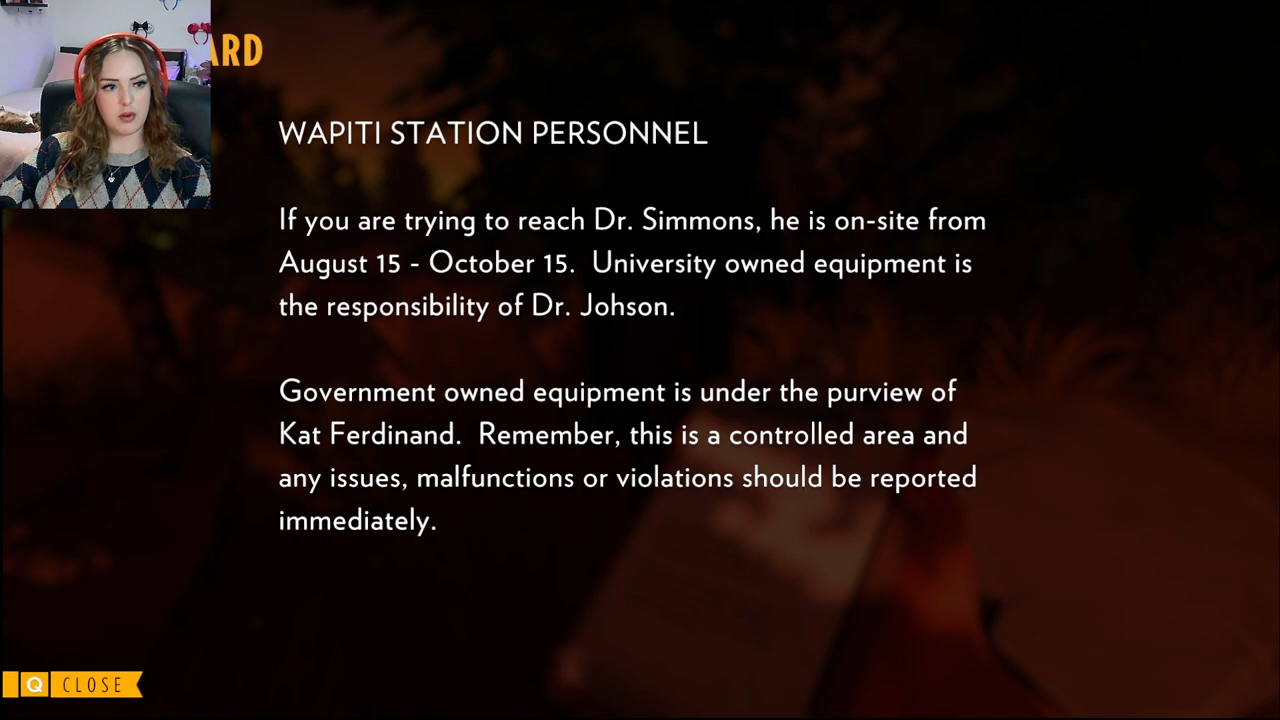 ARD
WAPITI STATION PERSONNEL
If you are trying to reach Dr. Simmons, he is on-site from
August 15 - October 15.  University owned equipment is
the responsibility of Dr. Johson.
Government owned equipment is under the purview of
Kat Ferdinand.  Remember, this is a controlled area and
any issues, malfunctions or violations should be reported
immediately.
Q CLOSE